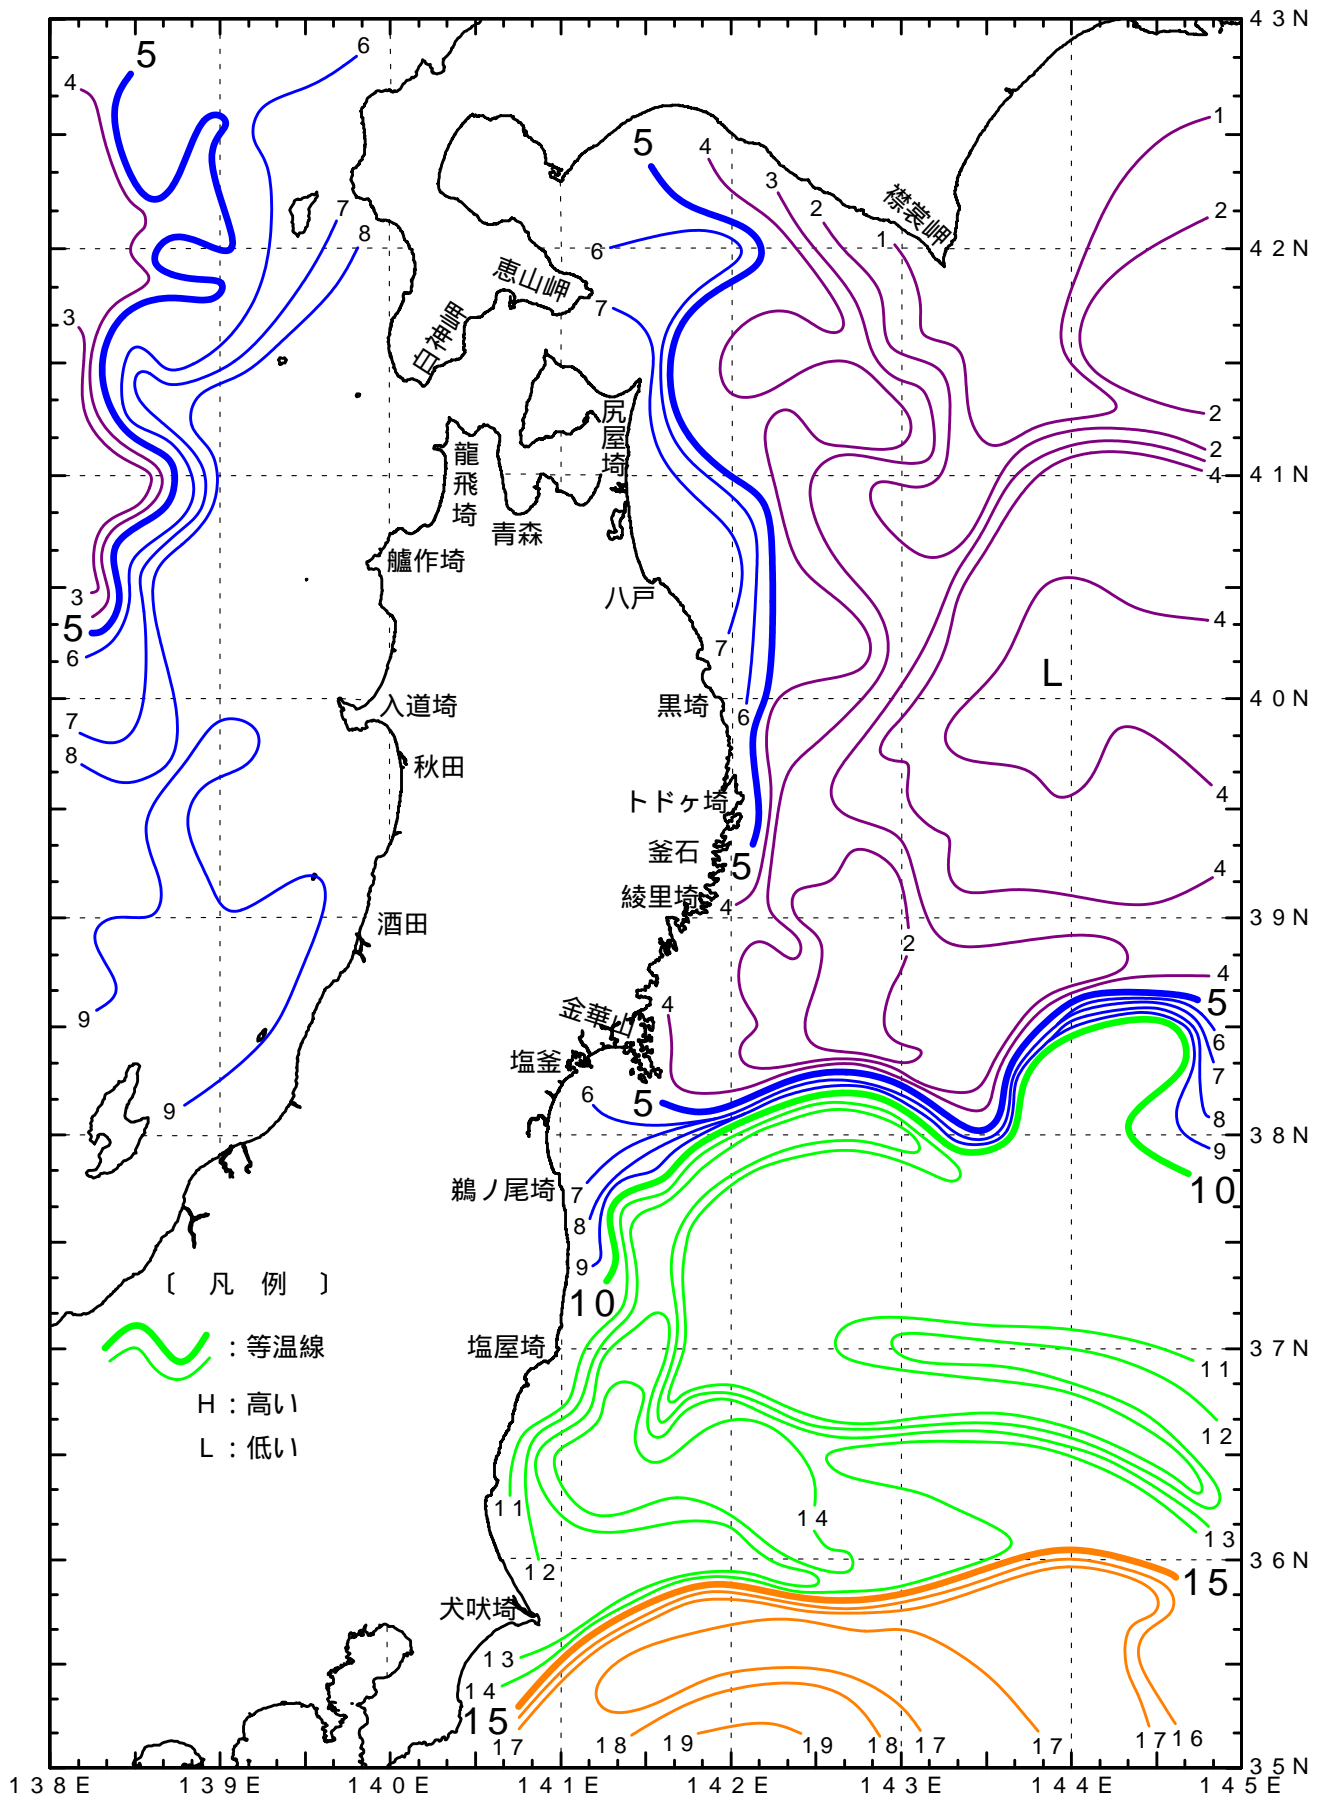 43N
5
6
4
1
5
4
3
2
襟裳岬
2
7
8
1
6
42N
恵山岬
7
白神岬
3
尻屋埼
2
龍飛埼
2
4
41N
青森
艫作埼
3
八戸
5
4
6
7
L
入道埼
黒埼
6
40N
7
8
秋田
トドヶ埼
4
釜石
5
4
綾里埼
4
39N
酒田
2
4
金華山
4
5
9
6
塩釜
7
6
5
9
8
38N
9
鵜ノ尾埼
7
10
8
9
〔 凡 例 〕
10
:等温線
塩屋埼
37N
11
H:高い
12
L:低い
11
14
13
12
36N
15
犬吠埼
13
14
15
17
18
19
19
18
17
17
17
16
35N
138E
139E
140E
141E
142E
143E
144E
145E